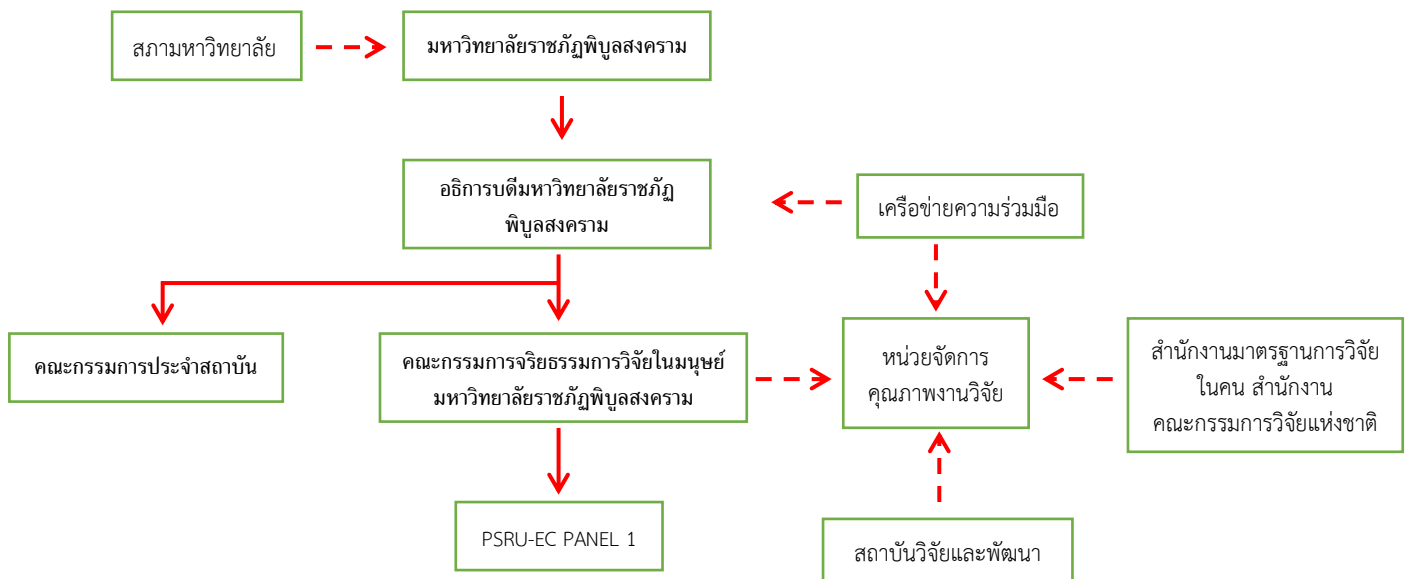 สภามหาวิทยาลัย
มหาวิทยาลัยราชภัฏพิบูลสงคราม
อธิการบดีมหาวิทยาลัยราชภัฏ
พิบูลสงคราม
เครือข่ายความร่วมมือ
คณะกรรมการประจำสถาบัน
คณะกรรมการจริยธรรมการวิจัยในมนุษย์
มหาวิทยาลัยราชภัฏพิบูลสงคราม
หน่วยจัดการ
คุณภาพงานวิจัย
สำนักงานมาตรฐานการวิจัย
ในคน สำนักงาน
คณะกรรมการวิจัยแห่งชาติ
PSRU-EC PANEL 1
สถาบันวิจัยและพัฒนา